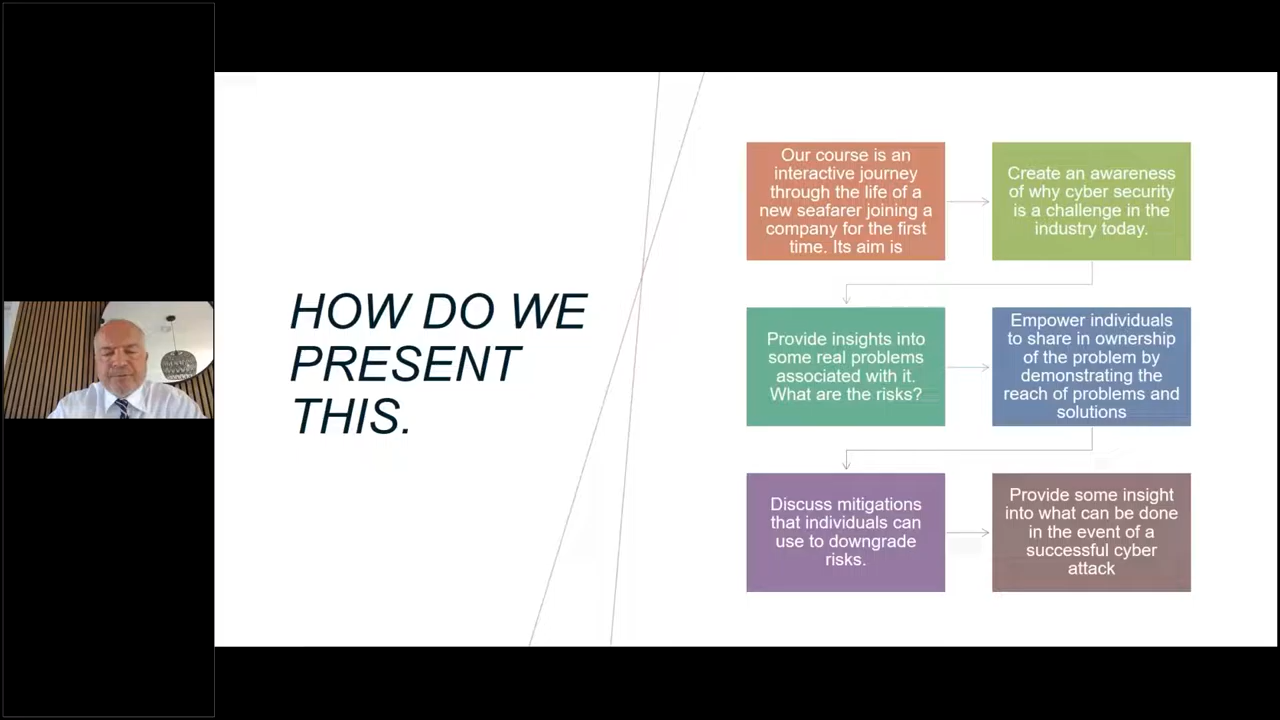 HOW DO WE
PRESENT
THIS.
Our course is an
interactive journey
through the life of a
new seafarer joining a
company for the first
time. Its aim is
Create an awareness
of why cyber security
is a challenge in the
industry today.
Provide insights into
some real problems
associated with it.
What are the risks?
Empower individuals
to share in ownership
of the problem by
demonstrating the
reach of problems and
solutions
Discuss mitigations
that individuals can
use to downgrade
risks.
Provide some insight
into what can be done
in the event of a
successful cyber
attack